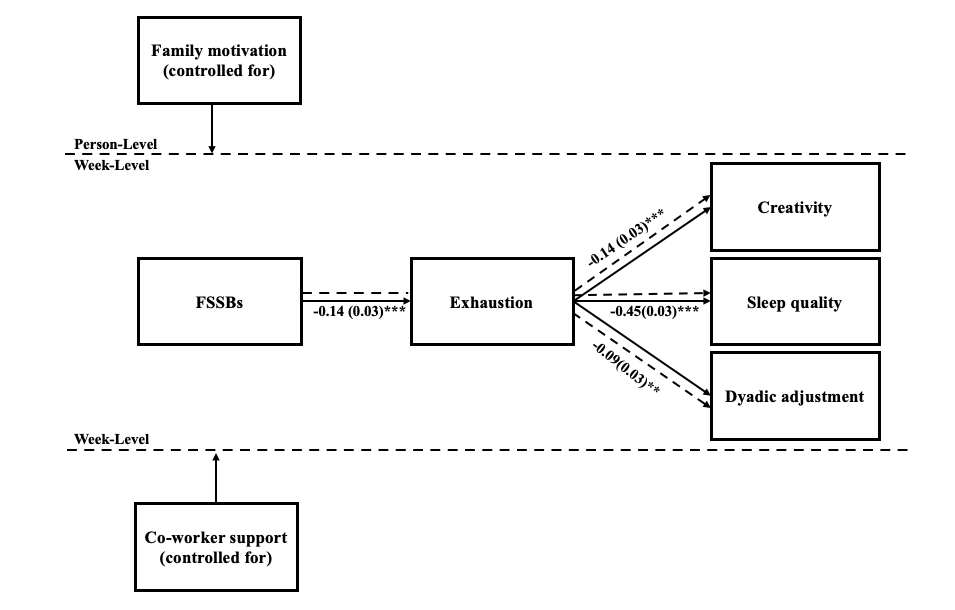 Family motivation
(controlled for)
Person-Level
Week-Level
Creativity
-0.14 (0.03)***
FSSBs
-0.14 (0.03)***
Exhaustion
-0.45(0.03)***
Sleep quality
-0.09(0.03)**
Dyadic adjustment
Week-Level
Co-worker support
(controlled for)